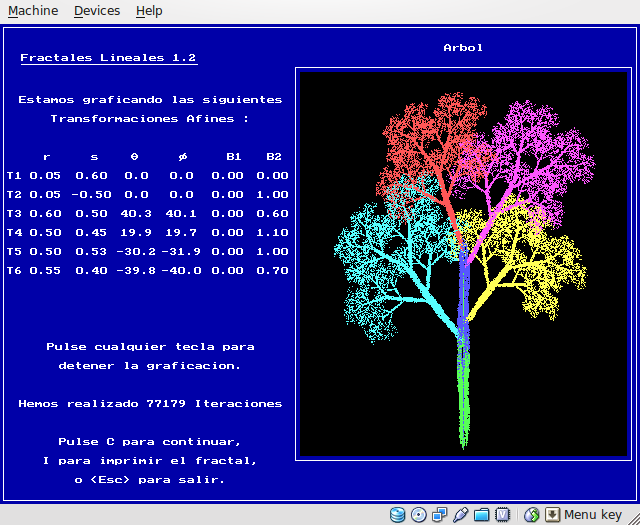 Machine Devices Help
Fractales Lineales 1.2
Arbol
Estamos graficando las siguientes
Transformaciones Afines :
r s θ ø B1 B2
T1 0.05 0.60 0.0 0.0 0.00 0.00
T2 0.05 -0.50 0.0 0.0 0.00 1.00
T3 0.60 0.50 40.3 40.1 0.00 0.60
T4 0.50 0.45 19.9 19.7 0.00 1.10
T5 0.50 0.53 -30.2 -31.9 0.00 1.00
T6 0.55 0.40 -39.8 -40.0 0.00 0.70
Pulse cualquier tecla para
detener la graficacion.
Hemos realizado 77179 Iteraciones
Pulse C para continuar,
I para imprimir el fractal,
o <Esc> para salir.
Menu key